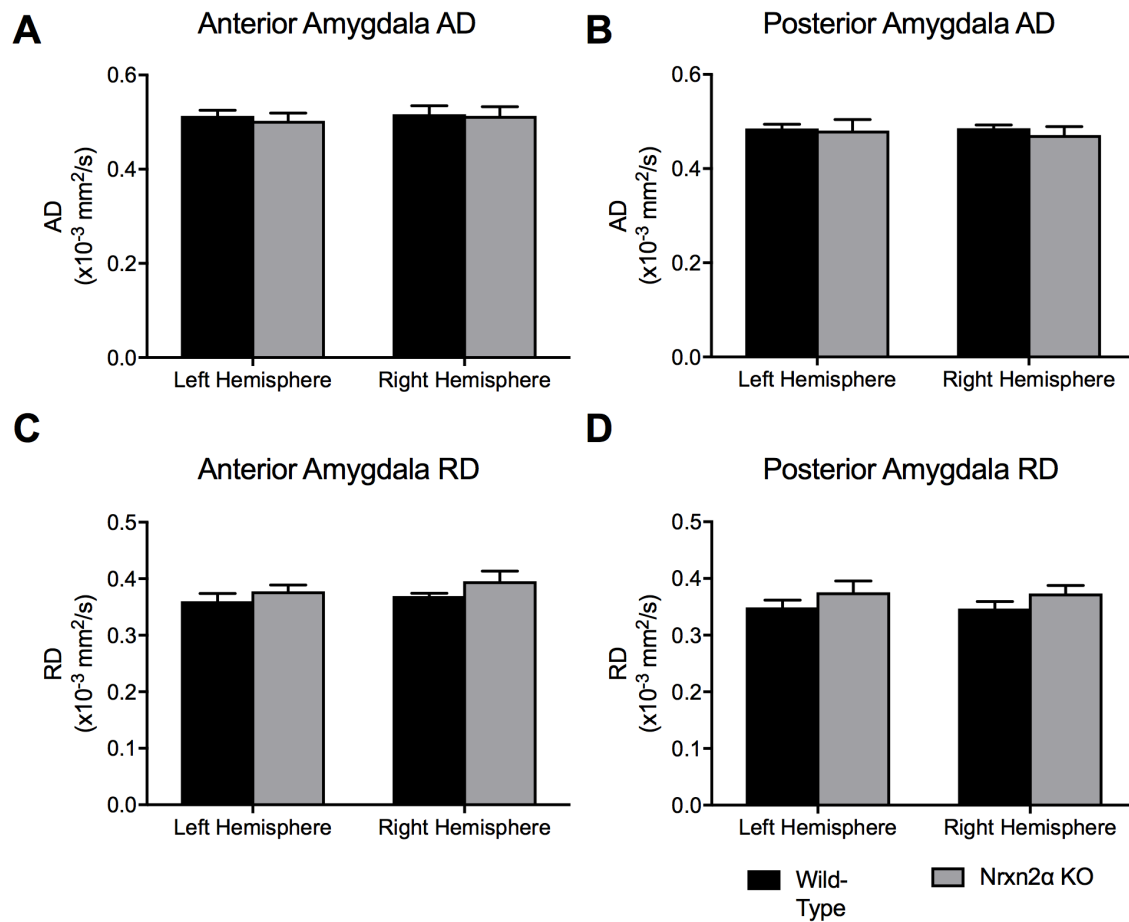 A
Anterior Amygdala AD
0.6
0.4
0.2
0.0
AD
(x10⁻³ mm²/s)
Left Hemisphere
Right Hemisphere
B
Posterior Amygdala AD
0.6
0.4
0.2
0.0
AD
(x10⁻³ mm²/s)
Left Hemisphere
Right Hemisphere
C
Anterior Amygdala RD
0.5
0.4
0.3
0.2
0.1
0.0
RD
(x10⁻³ mm²/s)
Left Hemisphere
Right Hemisphere
D
Posterior Amygdala RD
0.5
0.4
0.3
0.2
0.1
0.0
RD
(x10⁻³ mm²/s)
Left Hemisphere
Right Hemisphere
Wild-
Type
Nrxn2α KO